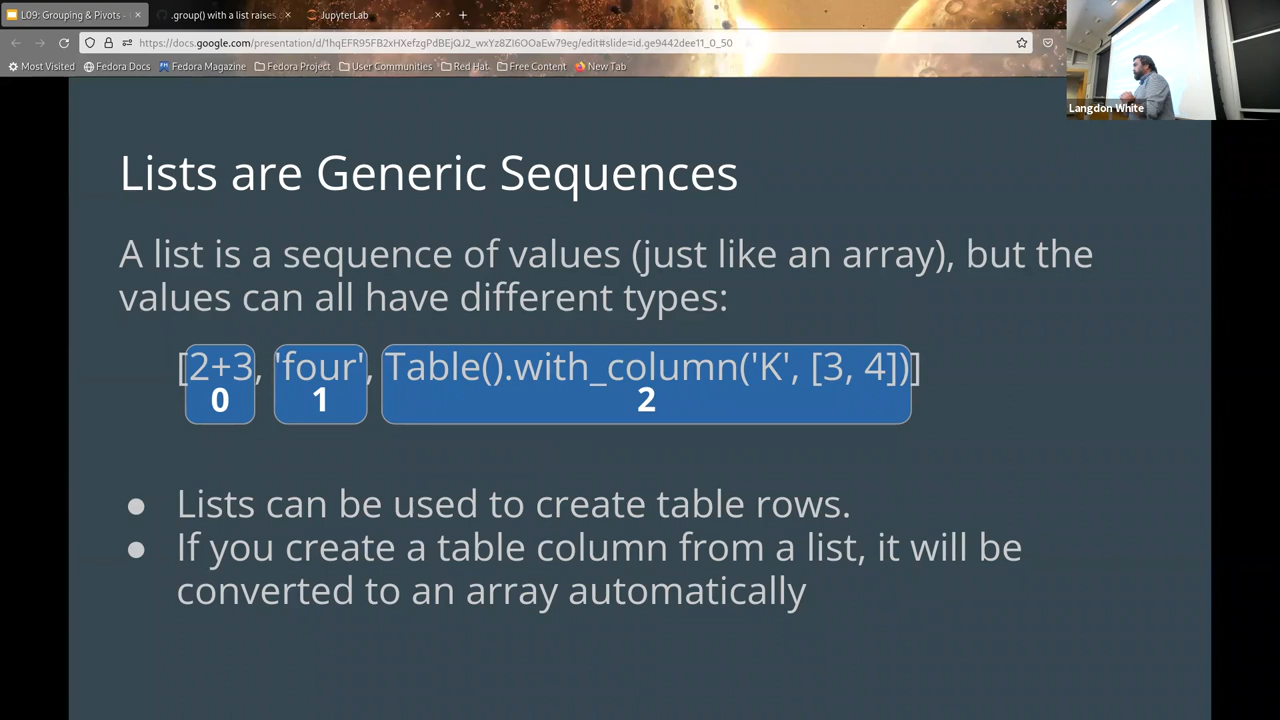 L09: Grouping & Pivots -
.group() with a list raises
JupyterLab
https://docs.google.com/presentation/d/1hqEFR95FB2xHXefzgPdBEjQJ2_wxYz8ZI6OOaEw79eg/edit#slide=id.ge9442dee11_0_50
Most Visited Fedora Docs Fedora Magazine Fedora Project User Communities Red Hat Free Content New Tab
Langdon White
Lists are Generic Sequences
A list is a sequence of values (just like an array), but the
values can all have different types:
[2+3, 'four', Table().with_column('K', [3, 4])]
0 1 2
● Lists can be used to create table rows.
● If you create a table column from a list, it will be
converted to an array automatically